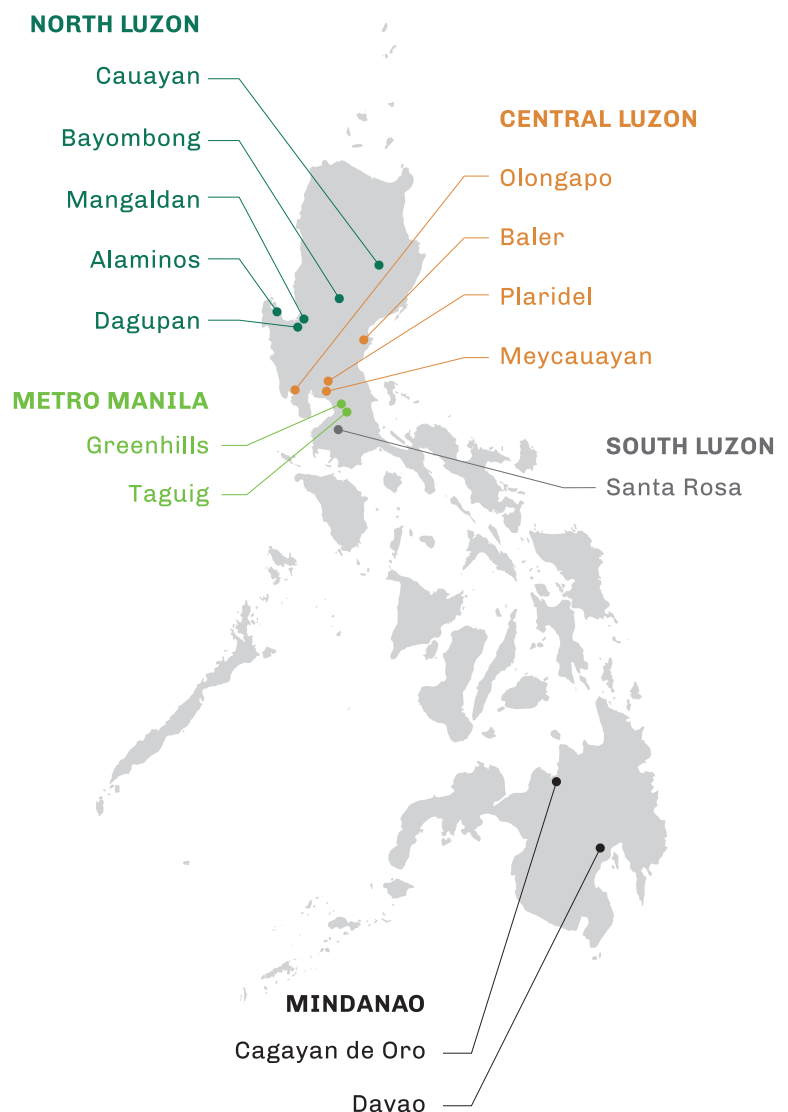 NORTH LUZON
Cauayan
Bayombong
Mangaldan
Alaminos
Dagupan
CENTRAL LUZON
Olongapo
Baler
Plaridel
Meycauayan
METRO MANILA
Greenhills
Taguig
SOUTH LUZON
Santa Rosa
MINDANAO
Cagayan de Oro
Davao